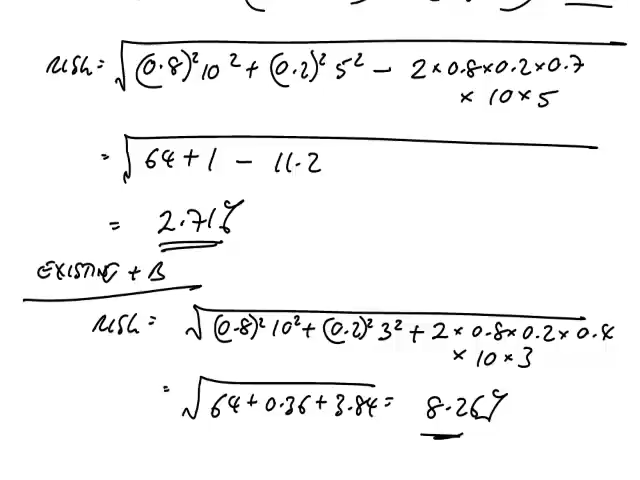 RISK = √(0.8)² 10² + (0.2)² 5² − 2 × 0.8 × 0.2 × 0.7
× 10 × 5
= √64 + 1 − 11.2
= 2.71%
EXISTING + B
RISK = √(0.8)² 10² + (0.2)² 3² + 2 × 0.8 × 0.2 × 0.4
× 10 × 3
= √64 + 0.36 + 3.84 = 8.26%